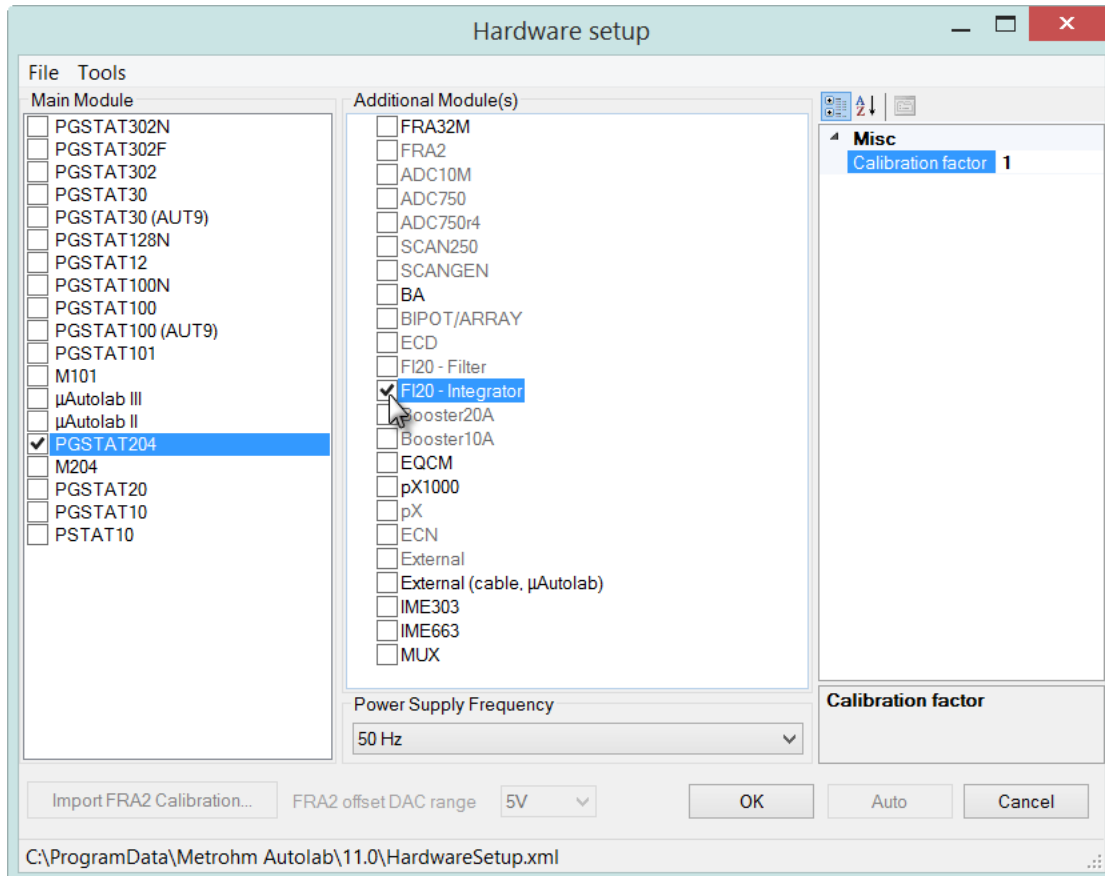 Hardware setup
File Tools
Main Module
PGSTAT302N
PGSTAT302F
PGSTAT302
PGSTAT30
PGSTAT30 (AUT9)
PGSTAT128N
PGSTAT12
PGSTAT100N
PGSTAT100
PGSTAT100 (AUT9)
PGSTAT101
M101
µAutolab III
µAutolab II
PGSTAT204
M204
PGSTAT20
PGSTAT10
PSTAT10
Additional Module(s)
FRA32M
FRA2
ADC10M
ADC750
ADC750r4
SCAN250
SCANGEN
BA
BIPOT/ARRAY
ECD
FI20 - Filter
FI20 - Integrator
Booster20A
Booster10A
EQCM
pX1000
pX
ECN
External
External (cable, µAutolab)
IME303
IME663
MUX
Power Supply Frequency
50 Hz
Misc
Calibration factor 1
Calibration factor
Import FRA2 Calibration... FRA2 offset DAC range 5V OK Auto Cancel
C:\ProgramData\Metrohm Autolab\11.0\HardwareSetup.xml